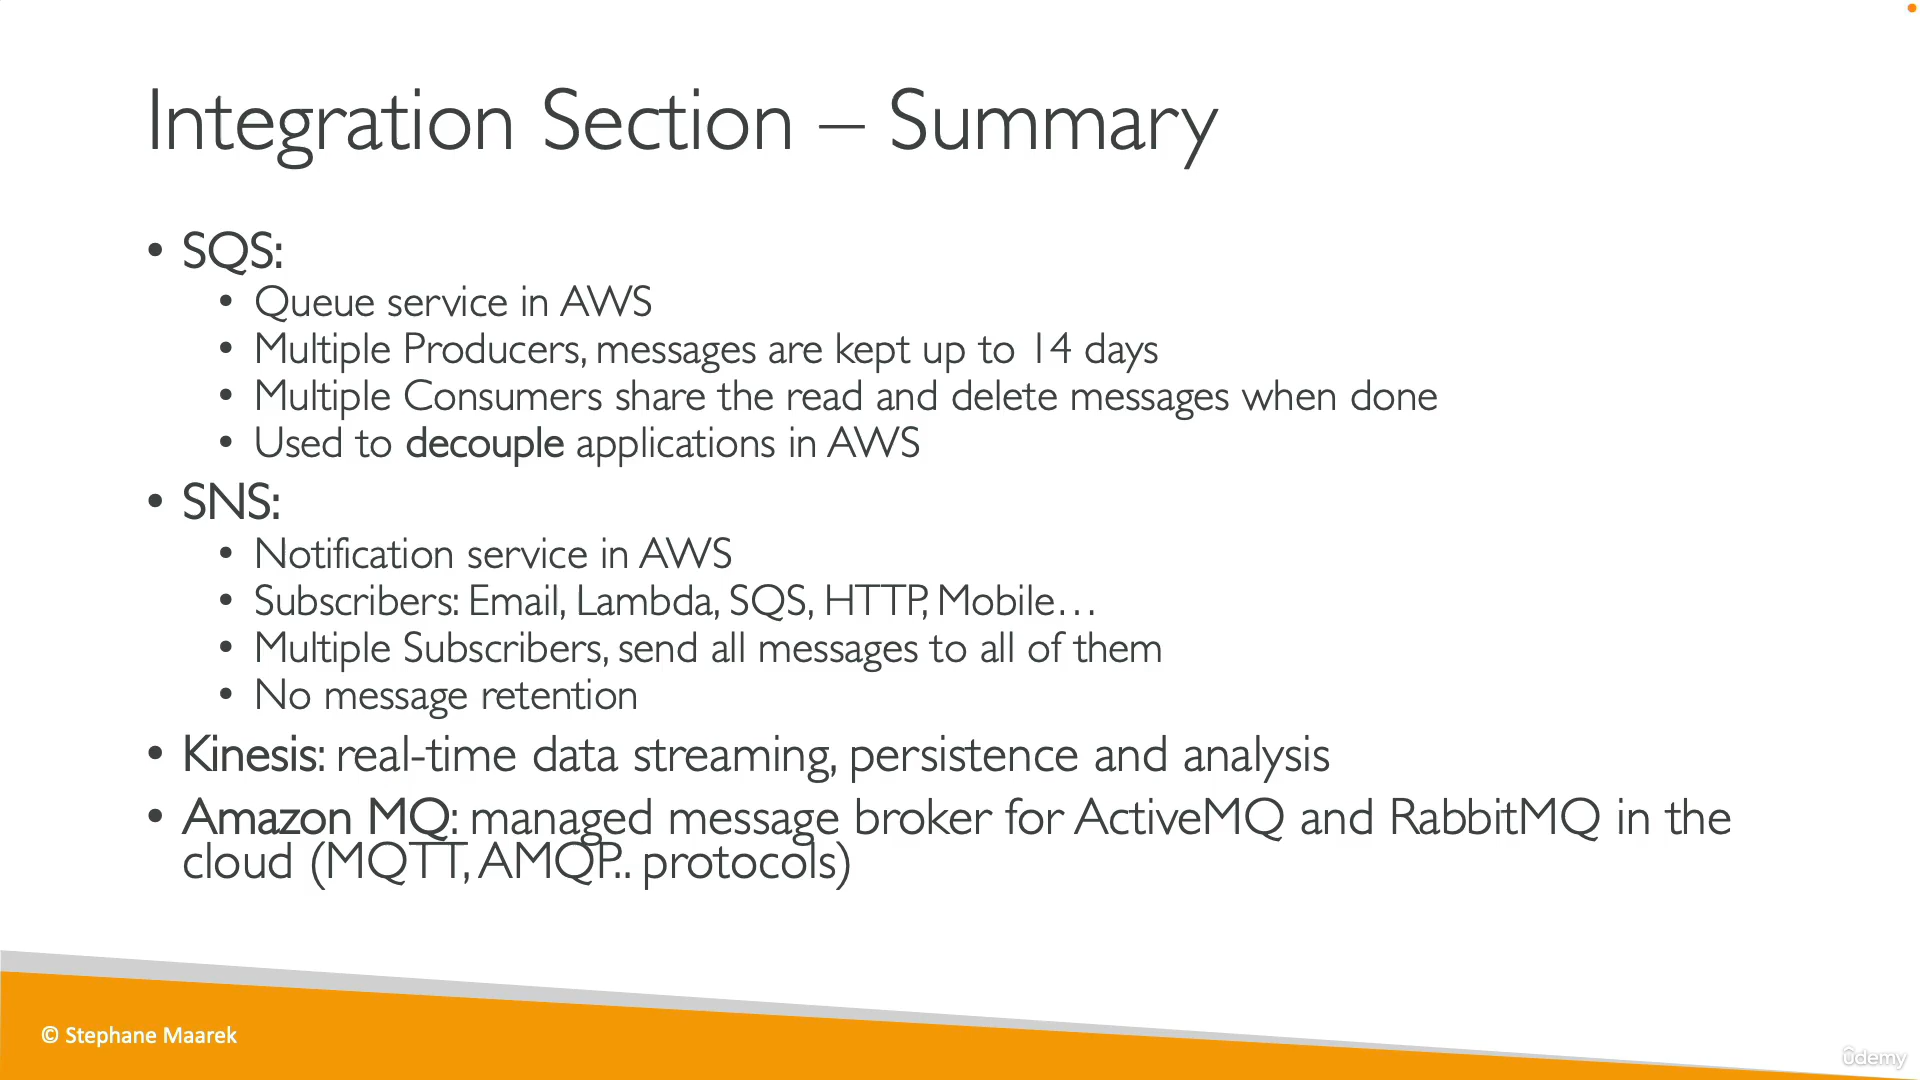 Integration Section – Summary
• SQS:
• Queue service in AWS
• Multiple Producers, messages are kept up to 14 days
• Multiple Consumers share the read and delete messages when done
• Used to decouple applications in AWS
• SNS:
• Notification service in AWS
• Subscribers: Email, Lambda, SQS, HTTP, Mobile…
• Multiple Subscribers, send all messages to all of them
• No message retention
• Kinesis: real-time data streaming, persistence and analysis
• Amazon MQ: managed message broker for ActiveMQ and RabbitMQ in the
cloud (MQTT, AMQP.. protocols)
© Stephane Maarek
ûdemy